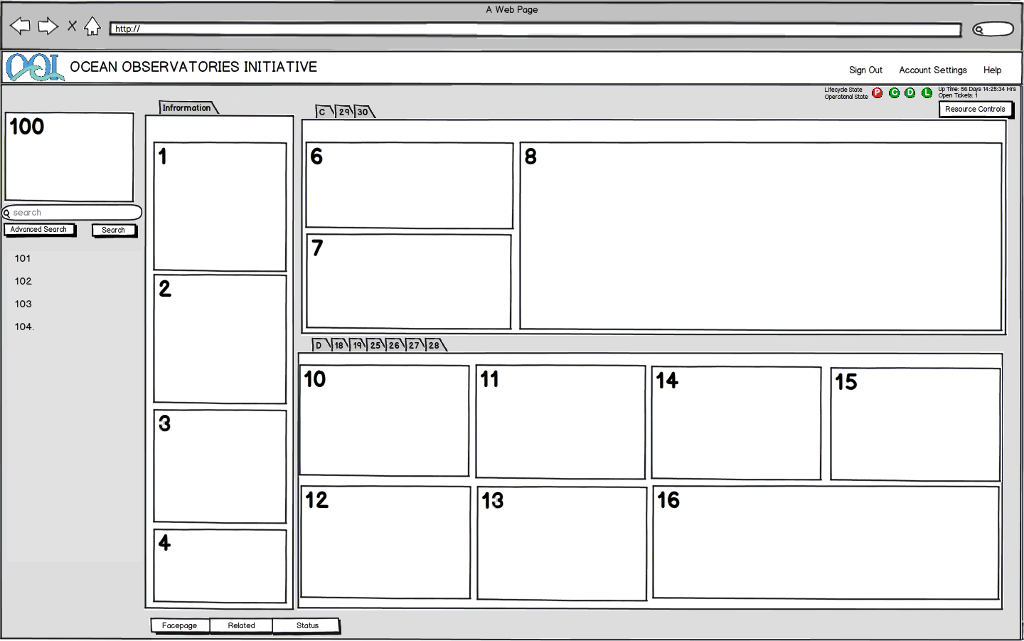 A Web Page
http://
OOI OCEAN OBSERVATORIES INITIATIVE
Sign Out Account Settings Help
Lifecycle State
Operational State
P C D L
Up Time: 56 Days 14:25:34 Hrs
Open Tickets: 1
Resource Controls
100
search
Advanced Search Search
101
102
103
104.
Information
1
2
3
4
C 29 30
6
7
8
D 18 19 25 26 27 28
10 11 14 15
12 13 16
Facepage Related Status